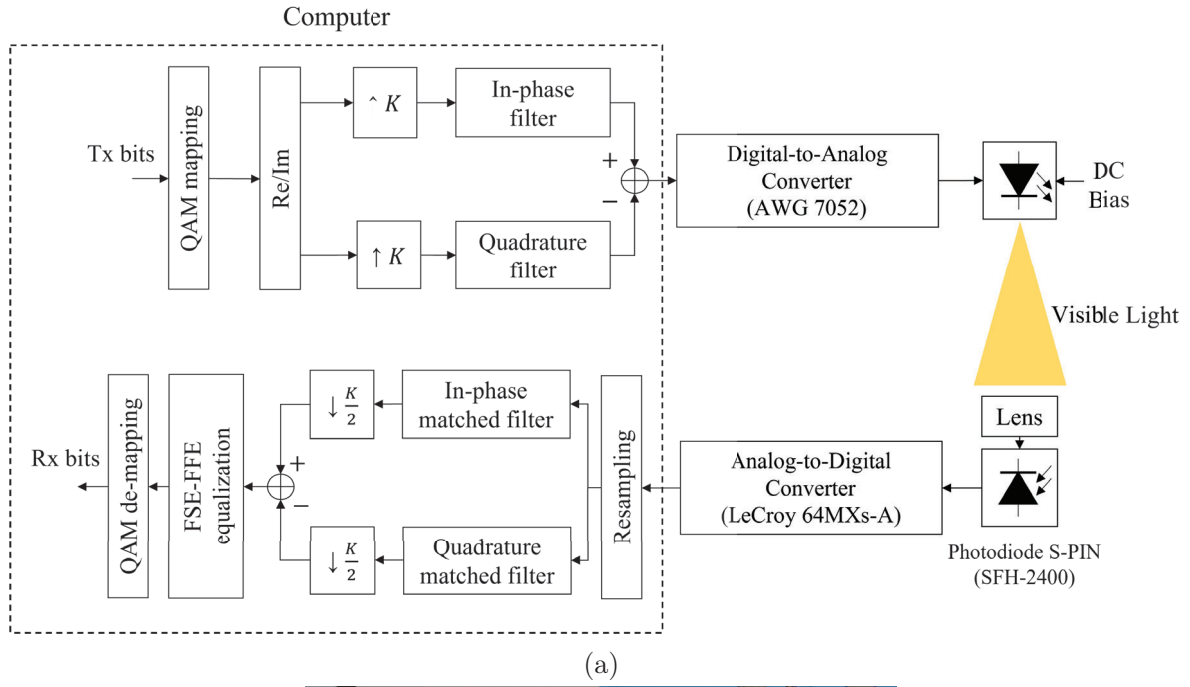 Computer
Tx bits
QAM mapping
Re/Im
↑ K
In-phase
filter
↑ K
Quadrature
filter
+
−
Digital-to-Analog
Converter
(AWG 7052)
DC
Bias
Visible Light
Lens
Photodiode S-PIN
(SFH-2400)
Analog-to-Digital
Converter
(LeCroy 64MXs-A)
Resampling
In-phase
matched filter
Quadrature
matched filter
↓ K/2
↓ K/2
+
−
FSE-FFE
equalization
QAM de-mapping
Rx bits
(a)